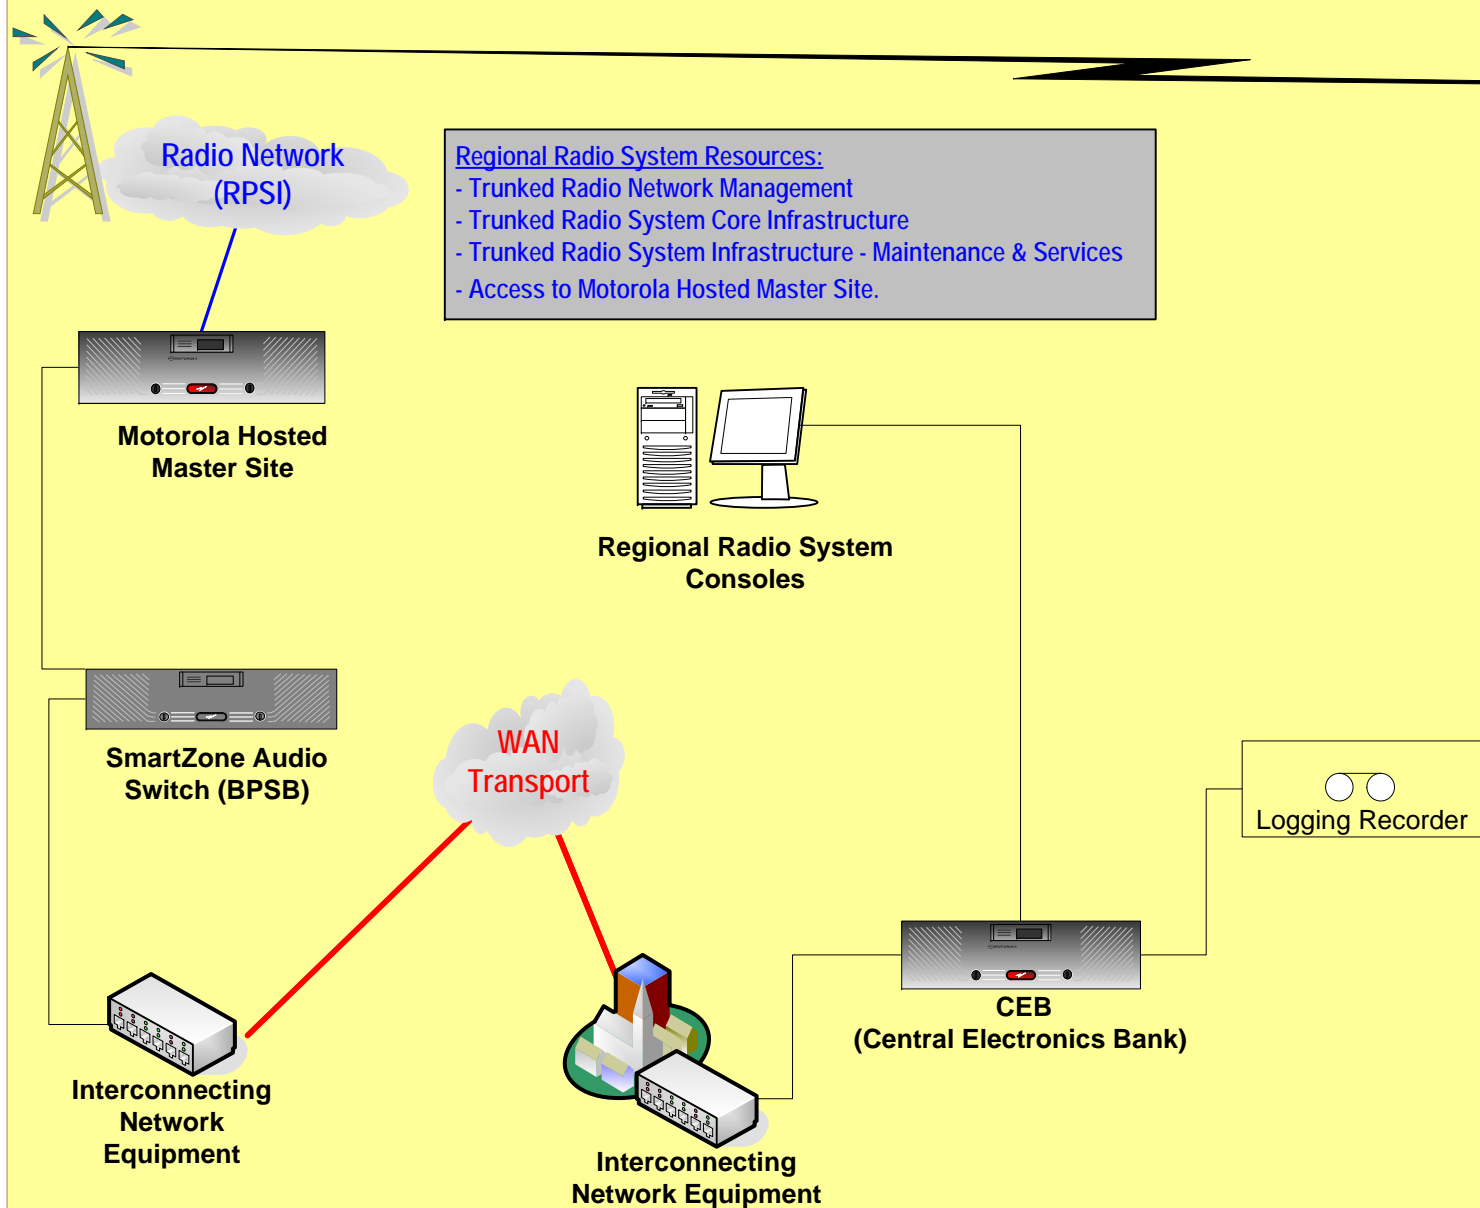 Radio Network
(RPSI)
Regional Radio System Resources:
- Trunked Radio Network Management
- Trunked Radio System Core Infrastructure
- Trunked Radio System Infrastructure - Maintenance & Services
- Access to Motorola Hosted Master Site.
Motorola Hosted
Master Site
Regional Radio System
Consoles
SmartZone Audio
Switch (BPSB)
WAN
Transport
Logging Recorder
CEB
(Central Electronics Bank)
Interconnecting
Network
Equipment
Interconnecting
Network Equipment